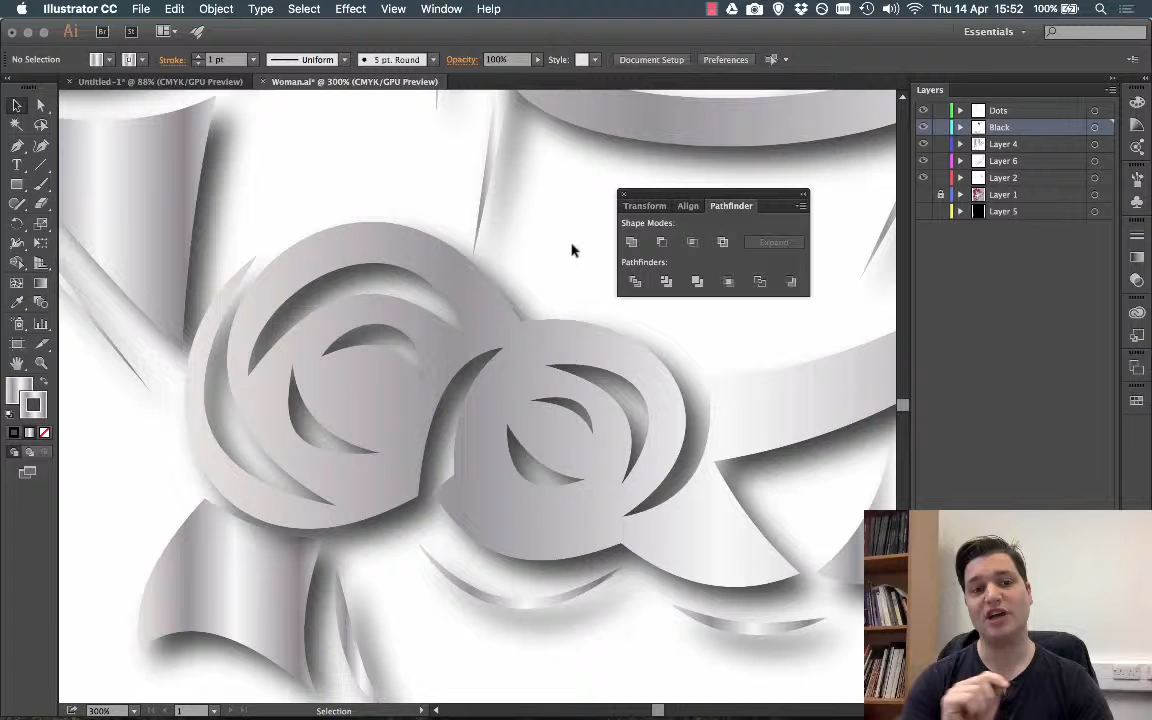 Illustrator CC File Edit Object Type Select Effect View Window Help 100% Thu 14 Apr 15:52
Ai Br St Essentials
No Selection Stroke: 1 pt Uniform 5 pt. Round Opacity: 100% Style: Document Setup Preferences
× Untitled-1* @ 88% (CMYK/GPU Preview) × Woman.ai* @ 300% (CMYK/GPU Preview)
Layers
Dots
Black
Layer 4
Layer 6
Layer 2
Layer 1
Layer 5
Transform Align Pathfinder
Shape Modes:
Expand
Pathfinders:
300% 1 Selection